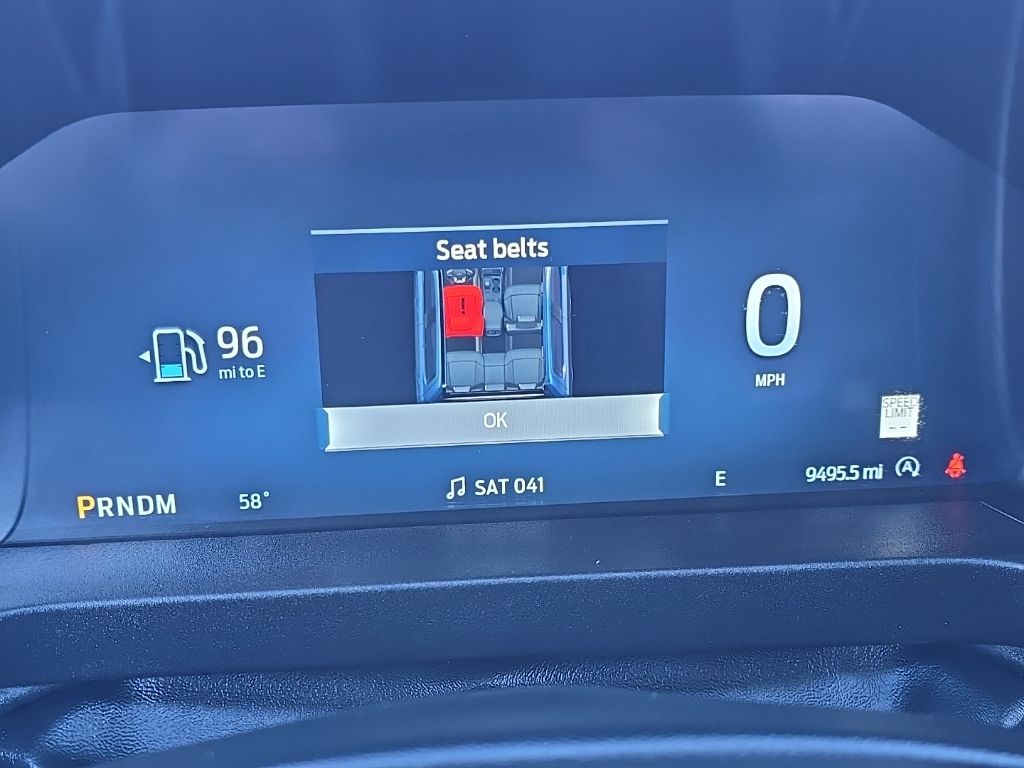 Seat belts
96
mi to E
0
MPH
OK
SPEED
LIMIT
--
PRNDM
58°
SAT 041
E
9495.5 mi
A